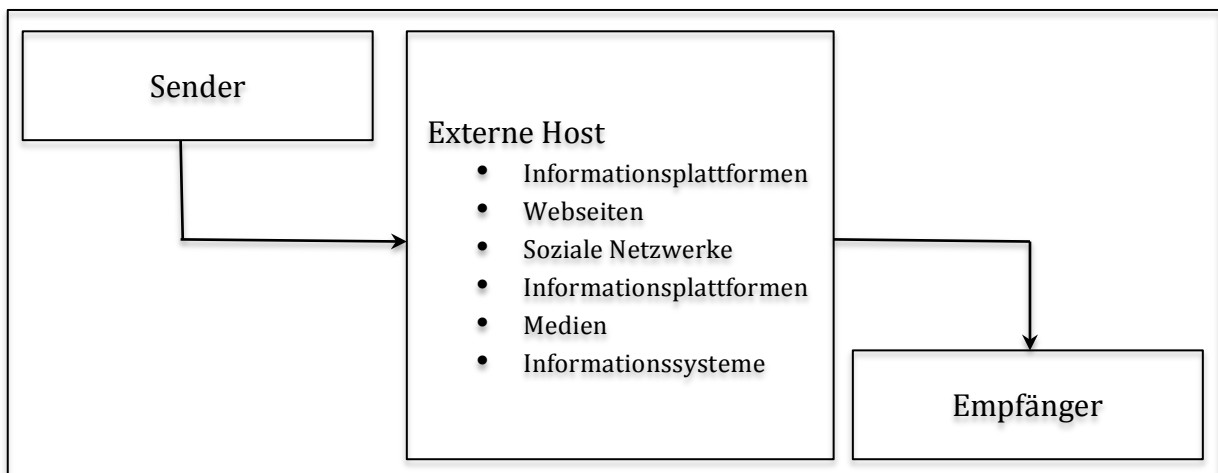 Sender
Externe Host
• Informationsplattformen
• Webseiten
• Soziale Netzwerke
• Informationsplattformen
• Medien
• Informationssysteme
Empfänger